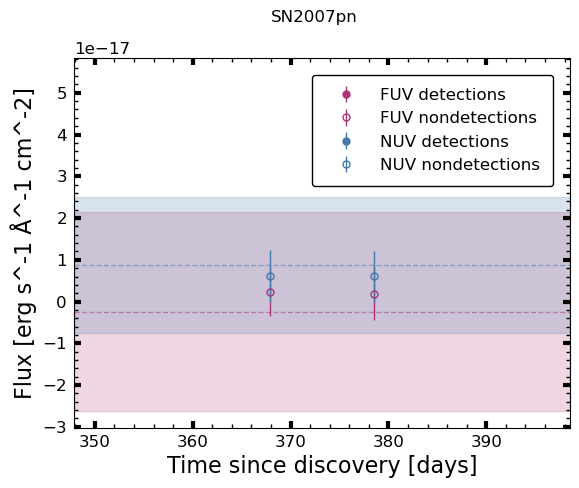 SN2007pn
1e−17
FUV detections
FUV nondetections
NUV detections
NUV nondetections
5
4
3
2
1
0
−1
−2
−3
Flux [erg s^-1 Å^-1 cm^-2]
350
360
370
380
390
Time since discovery [days]